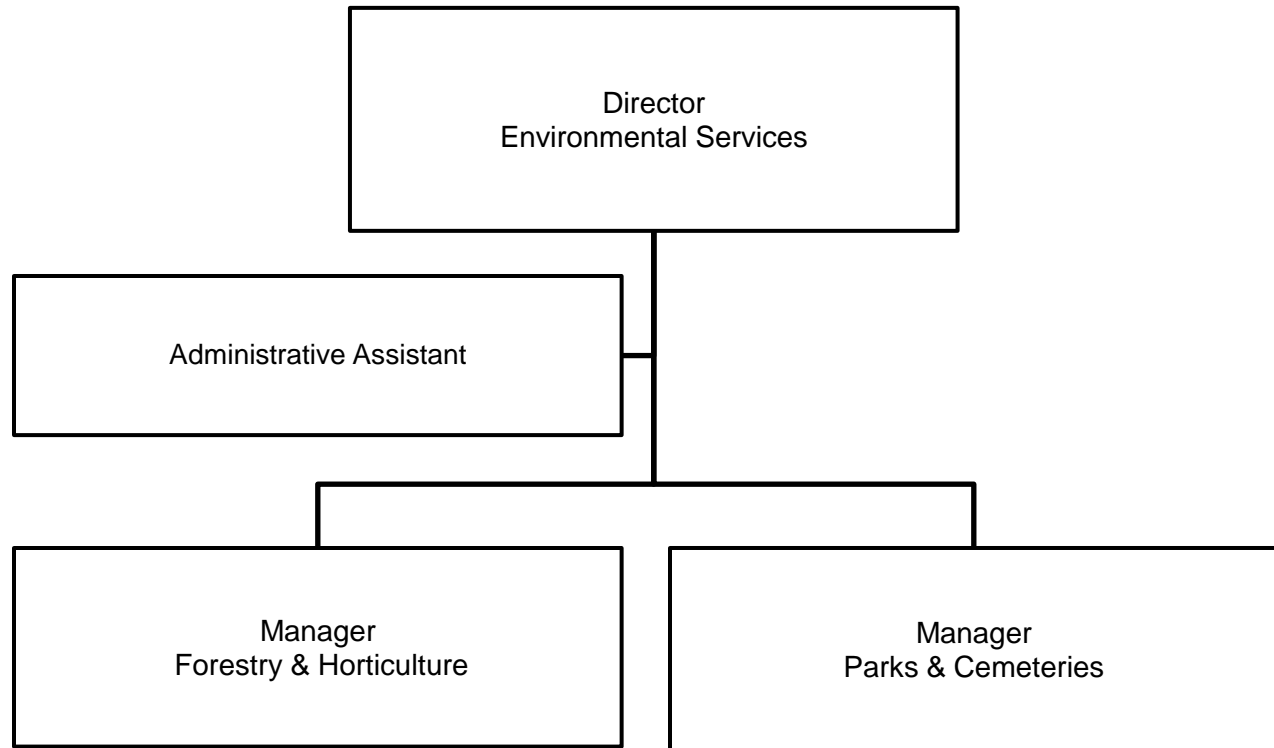 Director
Environmental Services
Administrative Assistant
Manager
Forestry & Horticulture
Manager
Parks & Cemeteries